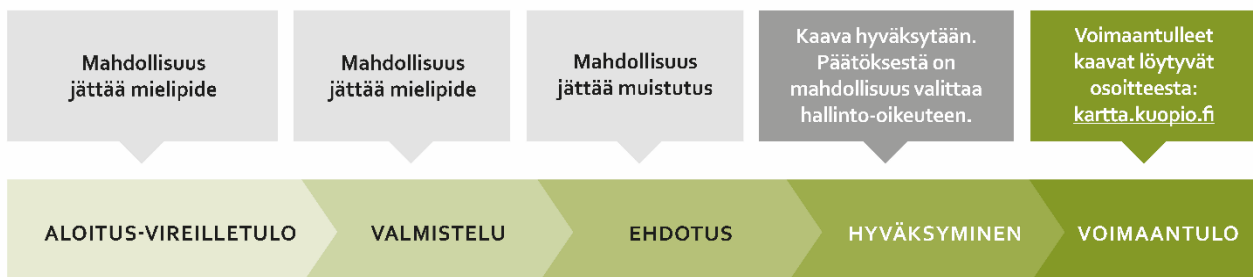 Mahdollisuus
jättää mielipide
Mahdollisuus
jättää mielipide
Mahdollisuus
jättää muistutus
Kaava hyväksytään.
Päätöksestä on
mahdollisuus valittaa
hallinto-oikeuteen.
Voimaantulleet
kaavat löytyvät
osoitteesta:
kartta.kuopio.fi
ALOITUS-VIREILLETULO
VALMISTELU
EHDOTUS
HYVÄKSYMINEN
VOIMAANTULO